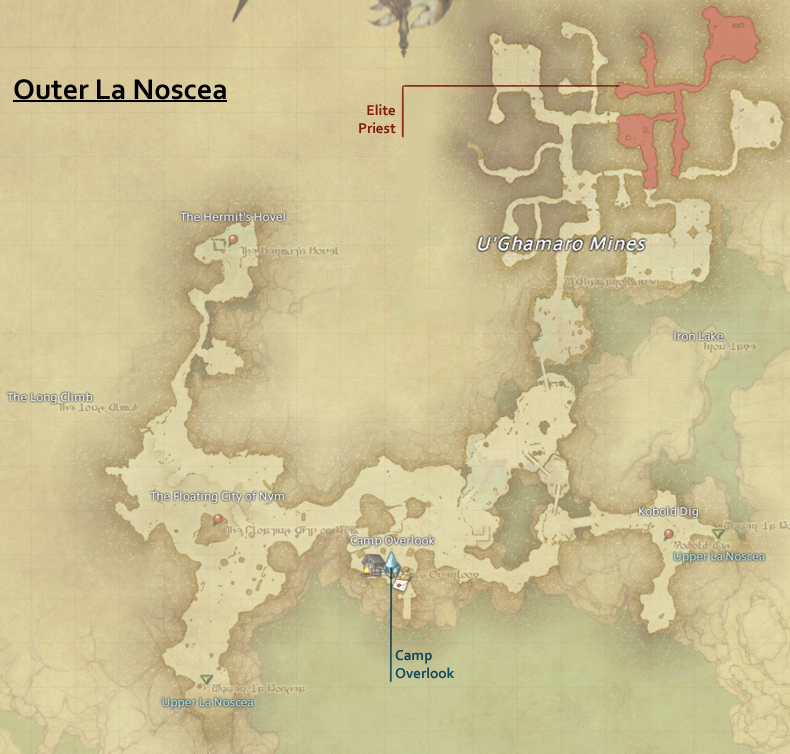 Outer La Noscea
Elite
Priest
The Hermit's Hovel
U'Ghamaro Mines
Iron Lake
The Long Climb
The Floating City of Nym
Kobold Dig
Camp Overlook
Upper La Noscea
Camp
Overlook
Upper La Noscea